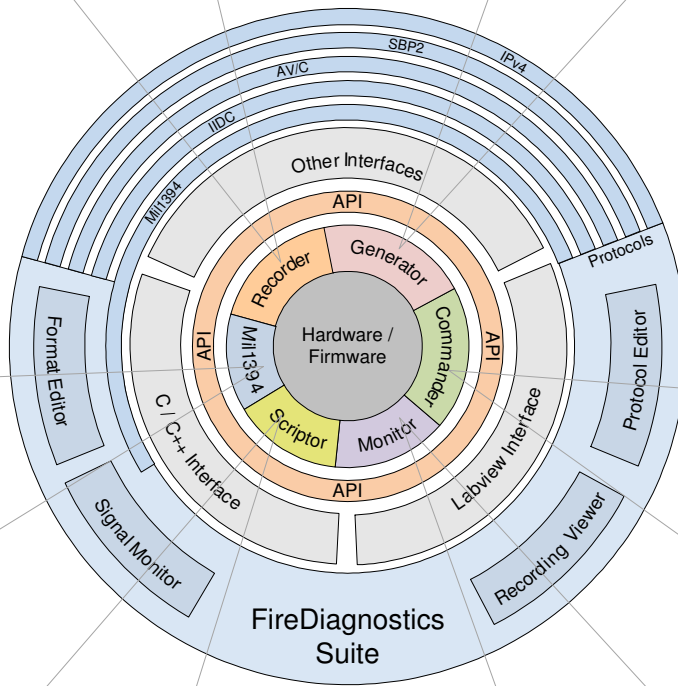 IPv4
SBP2
AV/C
IIDC
Mil1394
Protocols
Other Interfaces
API
Recorder
Generator
Hardware /
Firmware
Mil1394
Commander
API
API
Scriptor
Monitor
API
C / C++ Interface
Labview Interface
Format Editor
Protocol Editor
Signal Monitor
Recording Viewer
FireDiagnostics
Suite